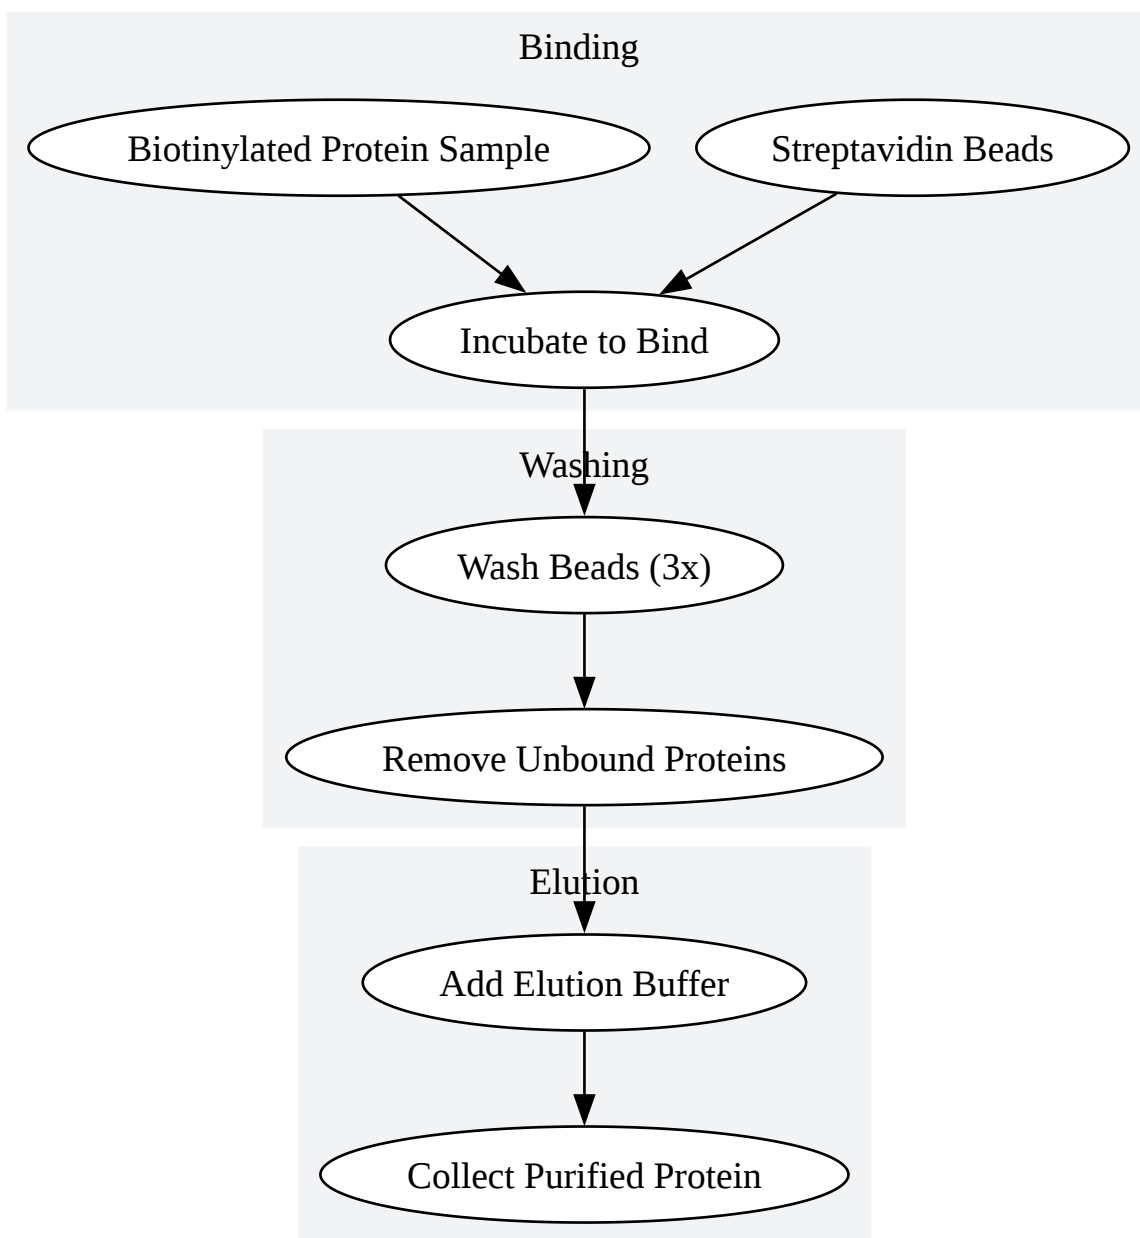 Binding
Biotinylated Protein Sample
Streptavidin Beads
Incubate to Bind
Washing
Wash Beads (3x)
Remove Unbound Proteins
Elution
Add Elution Buffer
Collect Purified Protein